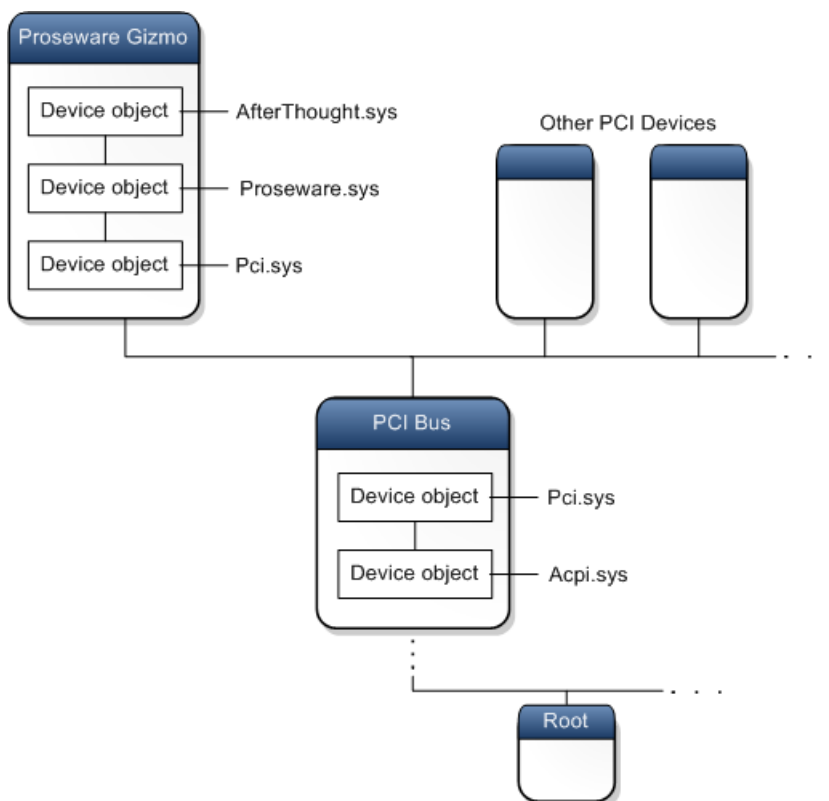 Proseware Gizmo
Device object
AfterThought.sys
Device object
Proseware.sys
Device object
Pci.sys
Other PCI Devices
PCI Bus
Device object
Pci.sys
Device object
Acpi.sys
Root